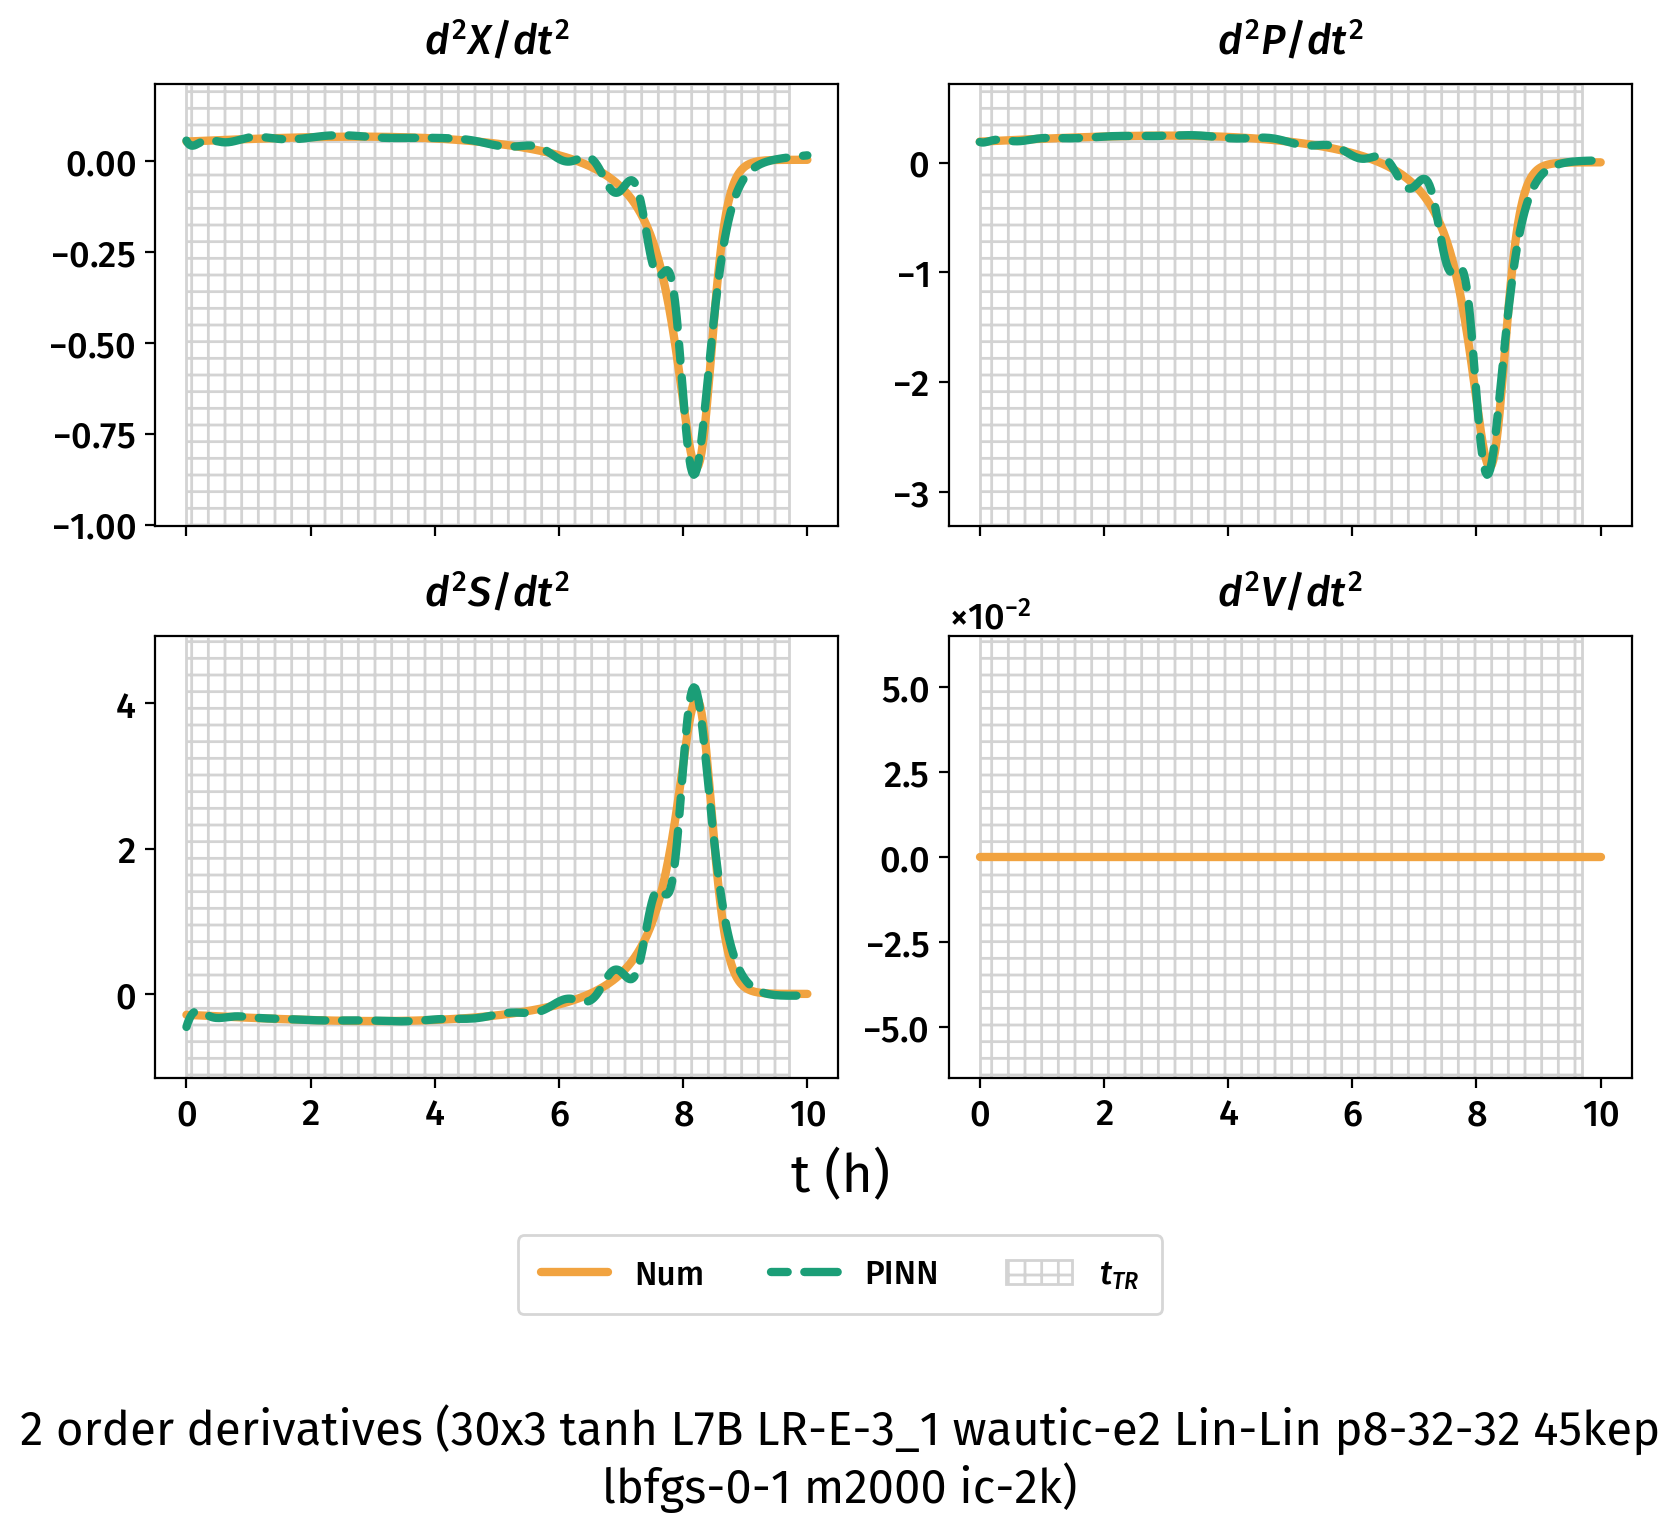 d²X/dt²
d²P/dt²
0.00
−0.25
−0.50
−0.75
−1.00
0
−1
−2
−3
d²S/dt²
d²V/dt²
×10⁻²
4
2
0
5.0
2.5
0.0
−2.5
−5.0
0 2 4 6 8 10
0 2 4 6 8 10
t (h)
Num PINN t_TR
2 order derivatives (30x3 tanh L7B LR-E-3_1 wautic-e2 Lin-Lin p8-32-32 45kep
lbfgs-0-1 m2000 ic-2k)